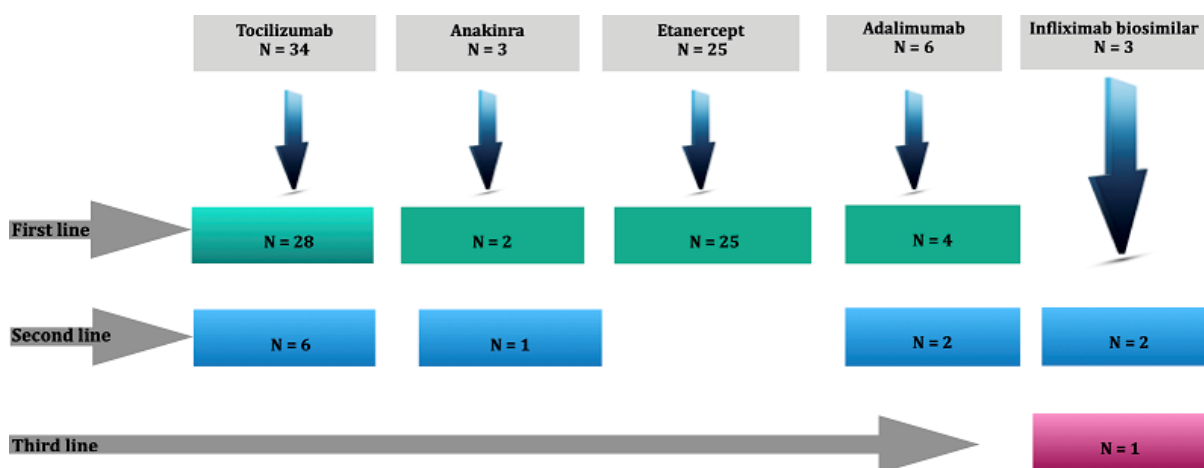 Tocilizumab
N = 34
Anakinra
N = 3
Etanercept
N = 25
Adalimumab
N = 6
Infliximab biosimilar
N = 3
First line
N = 28
N = 2
N = 25
N = 4
Second line
N = 6
N = 1
N = 2
N = 2
Third line
N = 1